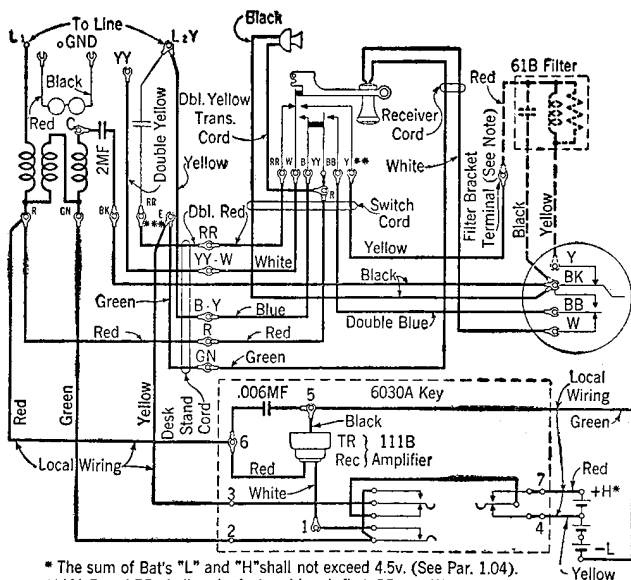 To Line
L1
GND
L2Y
YY
Black
Red
C
2MF
Double Yellow
Yellow
R
GN
BK
RR
***
E
Black
Dbl. Yellow
Trans.
Cord
RR
W
B
YY
BB
Y
**
R
Receiver
Cord
White
Switch
Cord
Red
Filter Bracket
Terminal (See Note)
61B Filter
Black
Yellow
Y
BK
BB
W
Dbl. Red
RR
YY-W
White
Yellow
Black
Green
B-Y
Blue
Double Blue
R
Red
Red
GN
Green
Red
Green
Yellow
Desk
Stand
Cord
Local Wiring
.006MF
5
6030A Key
Local
Wiring
Green
Black
6
TR
Rec
111B
Amplifier
Red
White
3
2
1
7
4
Red
+H*
-L
Yellow
* The sum of Bat's "L" and "H" shall not exceed 4.5v. (See Par. 1.04).